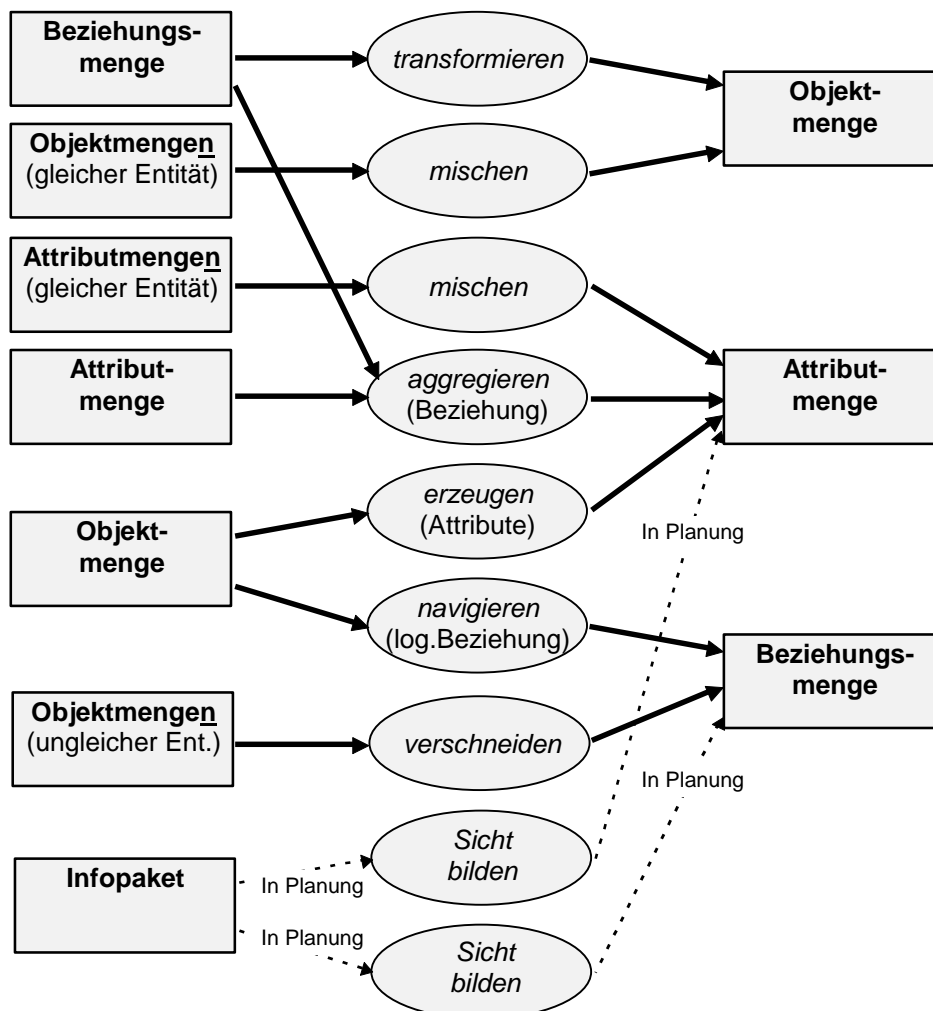 Beziehungs-
menge
transformieren
Objekt-
menge
Objektmengen
(gleicher Entität)
mischen
Attributmengen
(gleicher Entität)
mischen
Attribut-
menge
aggregieren
(Beziehung)
Attribut-
menge
Objekt-
menge
erzeugen
(Attribute)
In Planung
navigieren
(log.Beziehung)
Beziehungs-
menge
Objektmengen
(ungleicher Ent.)
verschneiden
In Planung
Infopaket
In Planung
Sicht
bilden
In Planung
Sicht
bilden